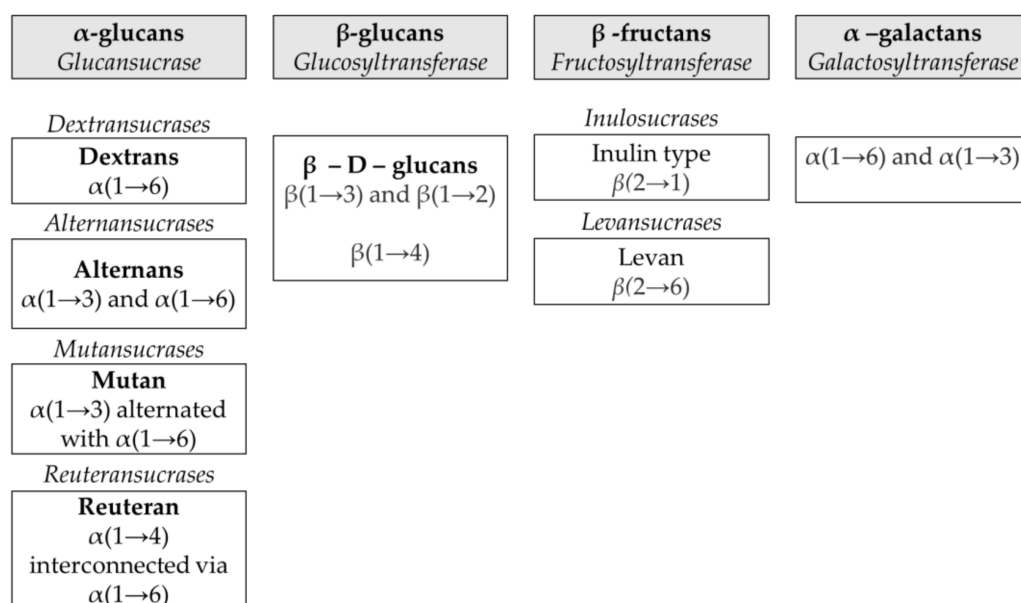 α-glucans
Glucansucrase
Dextransucrases
Dextrans
α(1→6)
Alternansucrases
Alternans
α(1→3) and α(1→6)
Mutansucrases
Mutan
α(1→3) alternated
with α(1→6)
Reuteransucrases
Reuteran
α(1→4)
interconnected via
α(1→6)
β-glucans
Glucosyltransferase
β – D – glucans
β(1→3) and β(1→2)
β(1→4)
β -fructans
Fructosyltransferase
Inulosucrases
Inulin type
β(2→1)
Levansucrases
Levan
β(2→6)
α –galactans
Galactosyltransferase
α(1→6) and α(1→3)